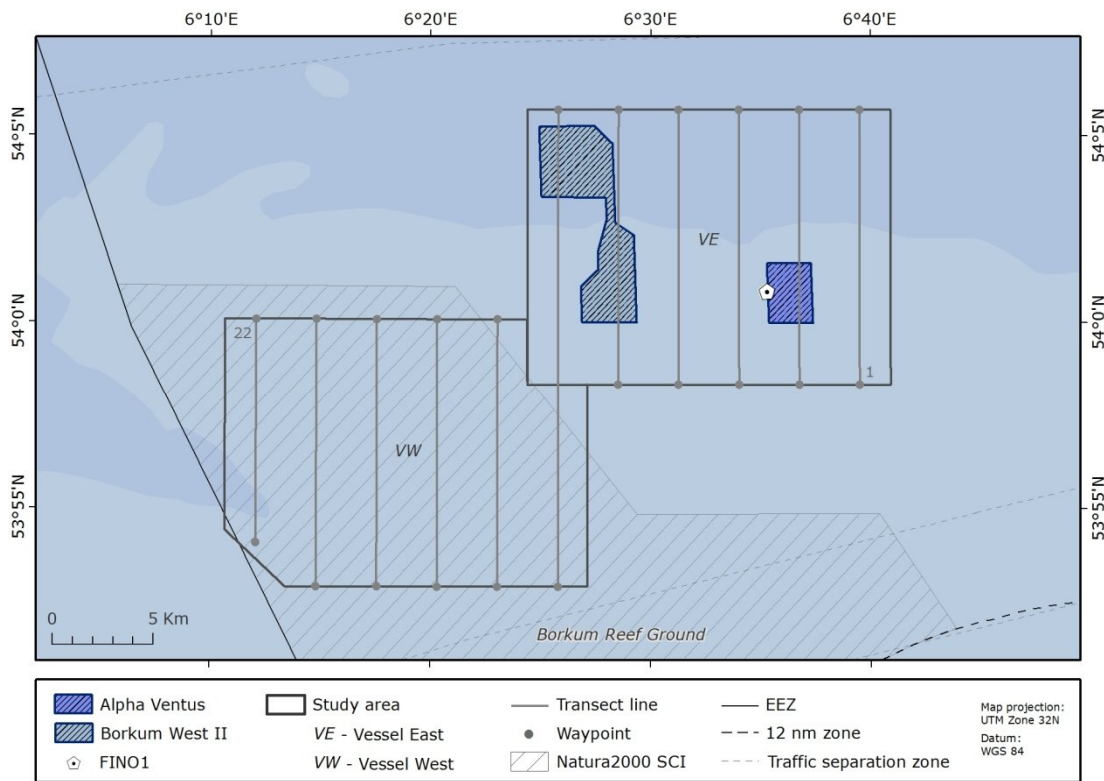 6°10'E 6°20'E 6°30'E 6°40'E
54°5'N 54°5'N
VE
54°0'N 54°0'N
22
1
VW
53°55'N 53°55'N
0 5 Km
Borkum Reef Ground
Alpha Ventus
Borkum West II
FINO1
Study area
VE - Vessel East
VW - Vessel West
Transect line
Waypoint
Natura2000 SCI
EEZ
12 nm zone
Traffic separation zone
Map projection:
UTM Zone 32N
Datum:
WGS 84